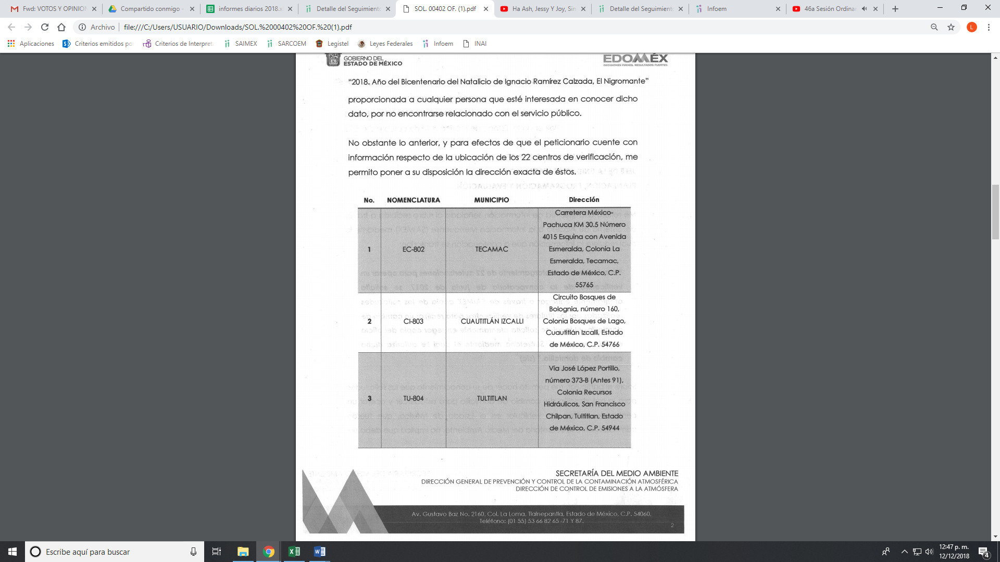 Fwd: VOTOS Y OPINION
Compartido conmigo -
informes diarios 2018.x
Detalle del Seguimiento
SOL. 00402 OF. (1).pdf
Ha Ash, Jessy Y Joy, Sin
Detalle del Seguimiento
Infoem
46a Sesión Ordinar
Archivo
file:///C:/Users/USUARIO/Downloads/SOL.%2000402%20OF.%20(1).pdf
L
Aplicaciones
Criterios emitidos po
Criterios de Interpreta
SAIMEX
SARCOEM
Legistel
Leyes Federales
Infoem
INAI
GOBIERNO DEL
ESTADO DE MÉXICO
EDOMÉX
DECISIONES FIRMES, RESULTADOS FUERTES.
"2018. Año del Bicentenario del Natalicio de Ignacio Ramírez Calzada, El Nigromante"
proporcionada a cualquier persona que esté interesada en conocer dicho
dato, por no encontrarse relacionado con el servicio público.
No obstante lo anterior, y para efectos de que el peticionario cuente con
información respecto de la ubicación de los 22 centros de verificación, me
permito poner a su disposición la dirección exacta de éstos.
No. NOMENCLATURA MUNICIPIO Dirección
1 EC-802 TECAMAC
Carretera México-
Pachuca KM 30.5 Número
4015 Esquina con Avenida
Esmeralda, Colonia La
Esmeralda, Tecamac,
Estado de México, C.P.
55765
2 CI-803 CUAUTITLÁN IZCALLI
Circuito Bosques de
Bolognia, número 160,
Colonia Bosques de Lago,
Cuautitlán Izcalli, Estado
de México, C.P. 54766
3 TU-804 TULTITLAN
Vía José López Portillo,
número 373-B (Antes 91),
Colonia Recursos
Hidráulicos, San Francisco
Chilpan, Tultitlan, Estado
de México, C.P. 54944
SECRETARÍA DEL MEDIO AMBIENTE
DIRECCIÓN GENERAL DE PREVENCIÓN Y CONTROL DE LA CONTAMINACIÓN ATMOSFÉRICA
DIRECCIÓN DE CONTROL DE EMISIONES A LA ATMÓSFERA
Av. Gustavo Baz No. 2160, Col. La Loma, Tlalnepantla, Estado de México, C.P. 54060,
Teléfono: (01 55) 53 66 82 65 -71 Y 87.
2
Escribe aquí para buscar
12:47 p. m.
12/12/2018
4